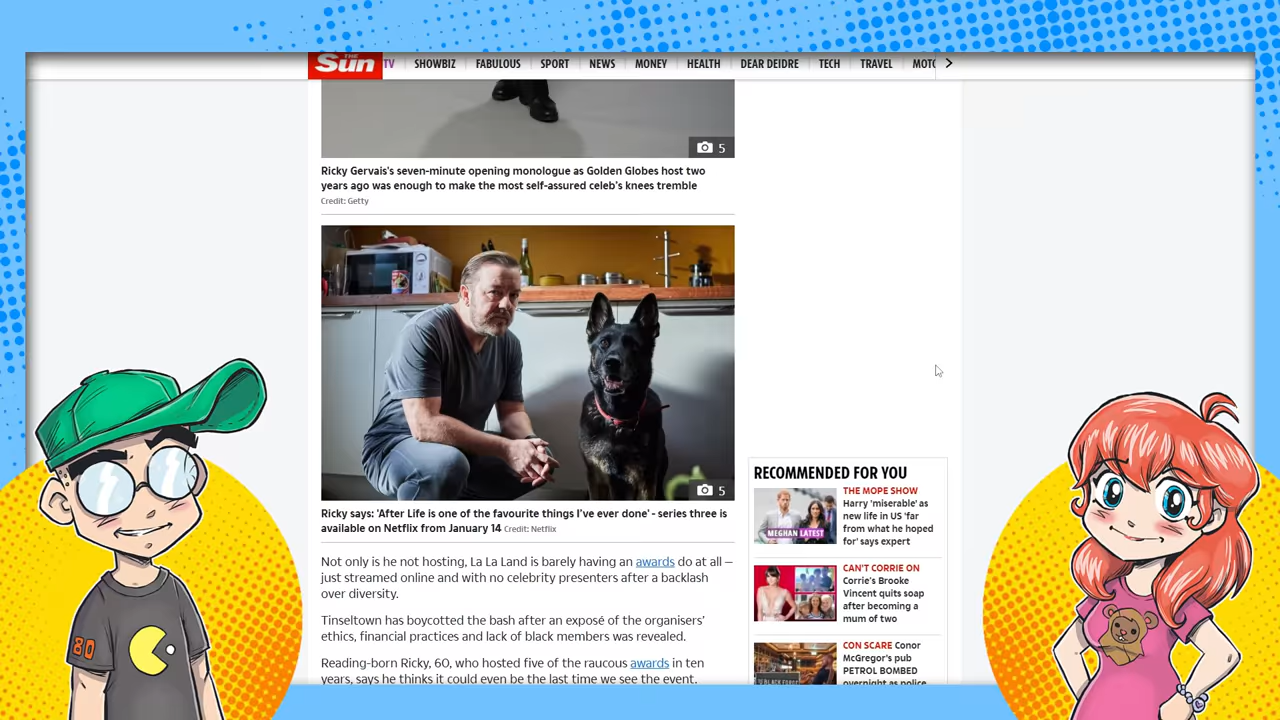 THE Sun
TV SHOWBIZ FABULOUS SPORT NEWS MONEY HEALTH DEAR DEIDRE TECH TRAVEL MOTO
5
Ricky Gervais's seven-minute opening monologue as Golden Globes host two
years ago was enough to make the most self-assured celeb's knees tremble
Credit: Getty
5
Ricky says: 'After Life is one of the favourite things I've ever done' - series three is
available on Netflix from January 14 Credit: Netflix
Not only is he not hosting, La La Land is barely having an awards do at all –
just streamed online and with no celebrity presenters after a backlash
over diversity.
Tinseltown has boycotted the bash after an exposé of the organisers'
ethics, financial practices and lack of black members was revealed.
Reading-born Ricky, 60, who hosted five of the raucous awards in ten
years, says he thinks it could even be the last time we see the event.
RECOMMENDED FOR YOU
MEGHAN LATEST
THE MOPE SHOW
Harry 'miserable' as
new life in US 'far
from what he hoped
for' says expert
CAN'T CORRIE ON
Corrie's Brooke
Vincent quits soap
after becoming a
mum of two
CON SCARE Conor
McGregor's pub
PETROL BOMBED
overnight as police
80